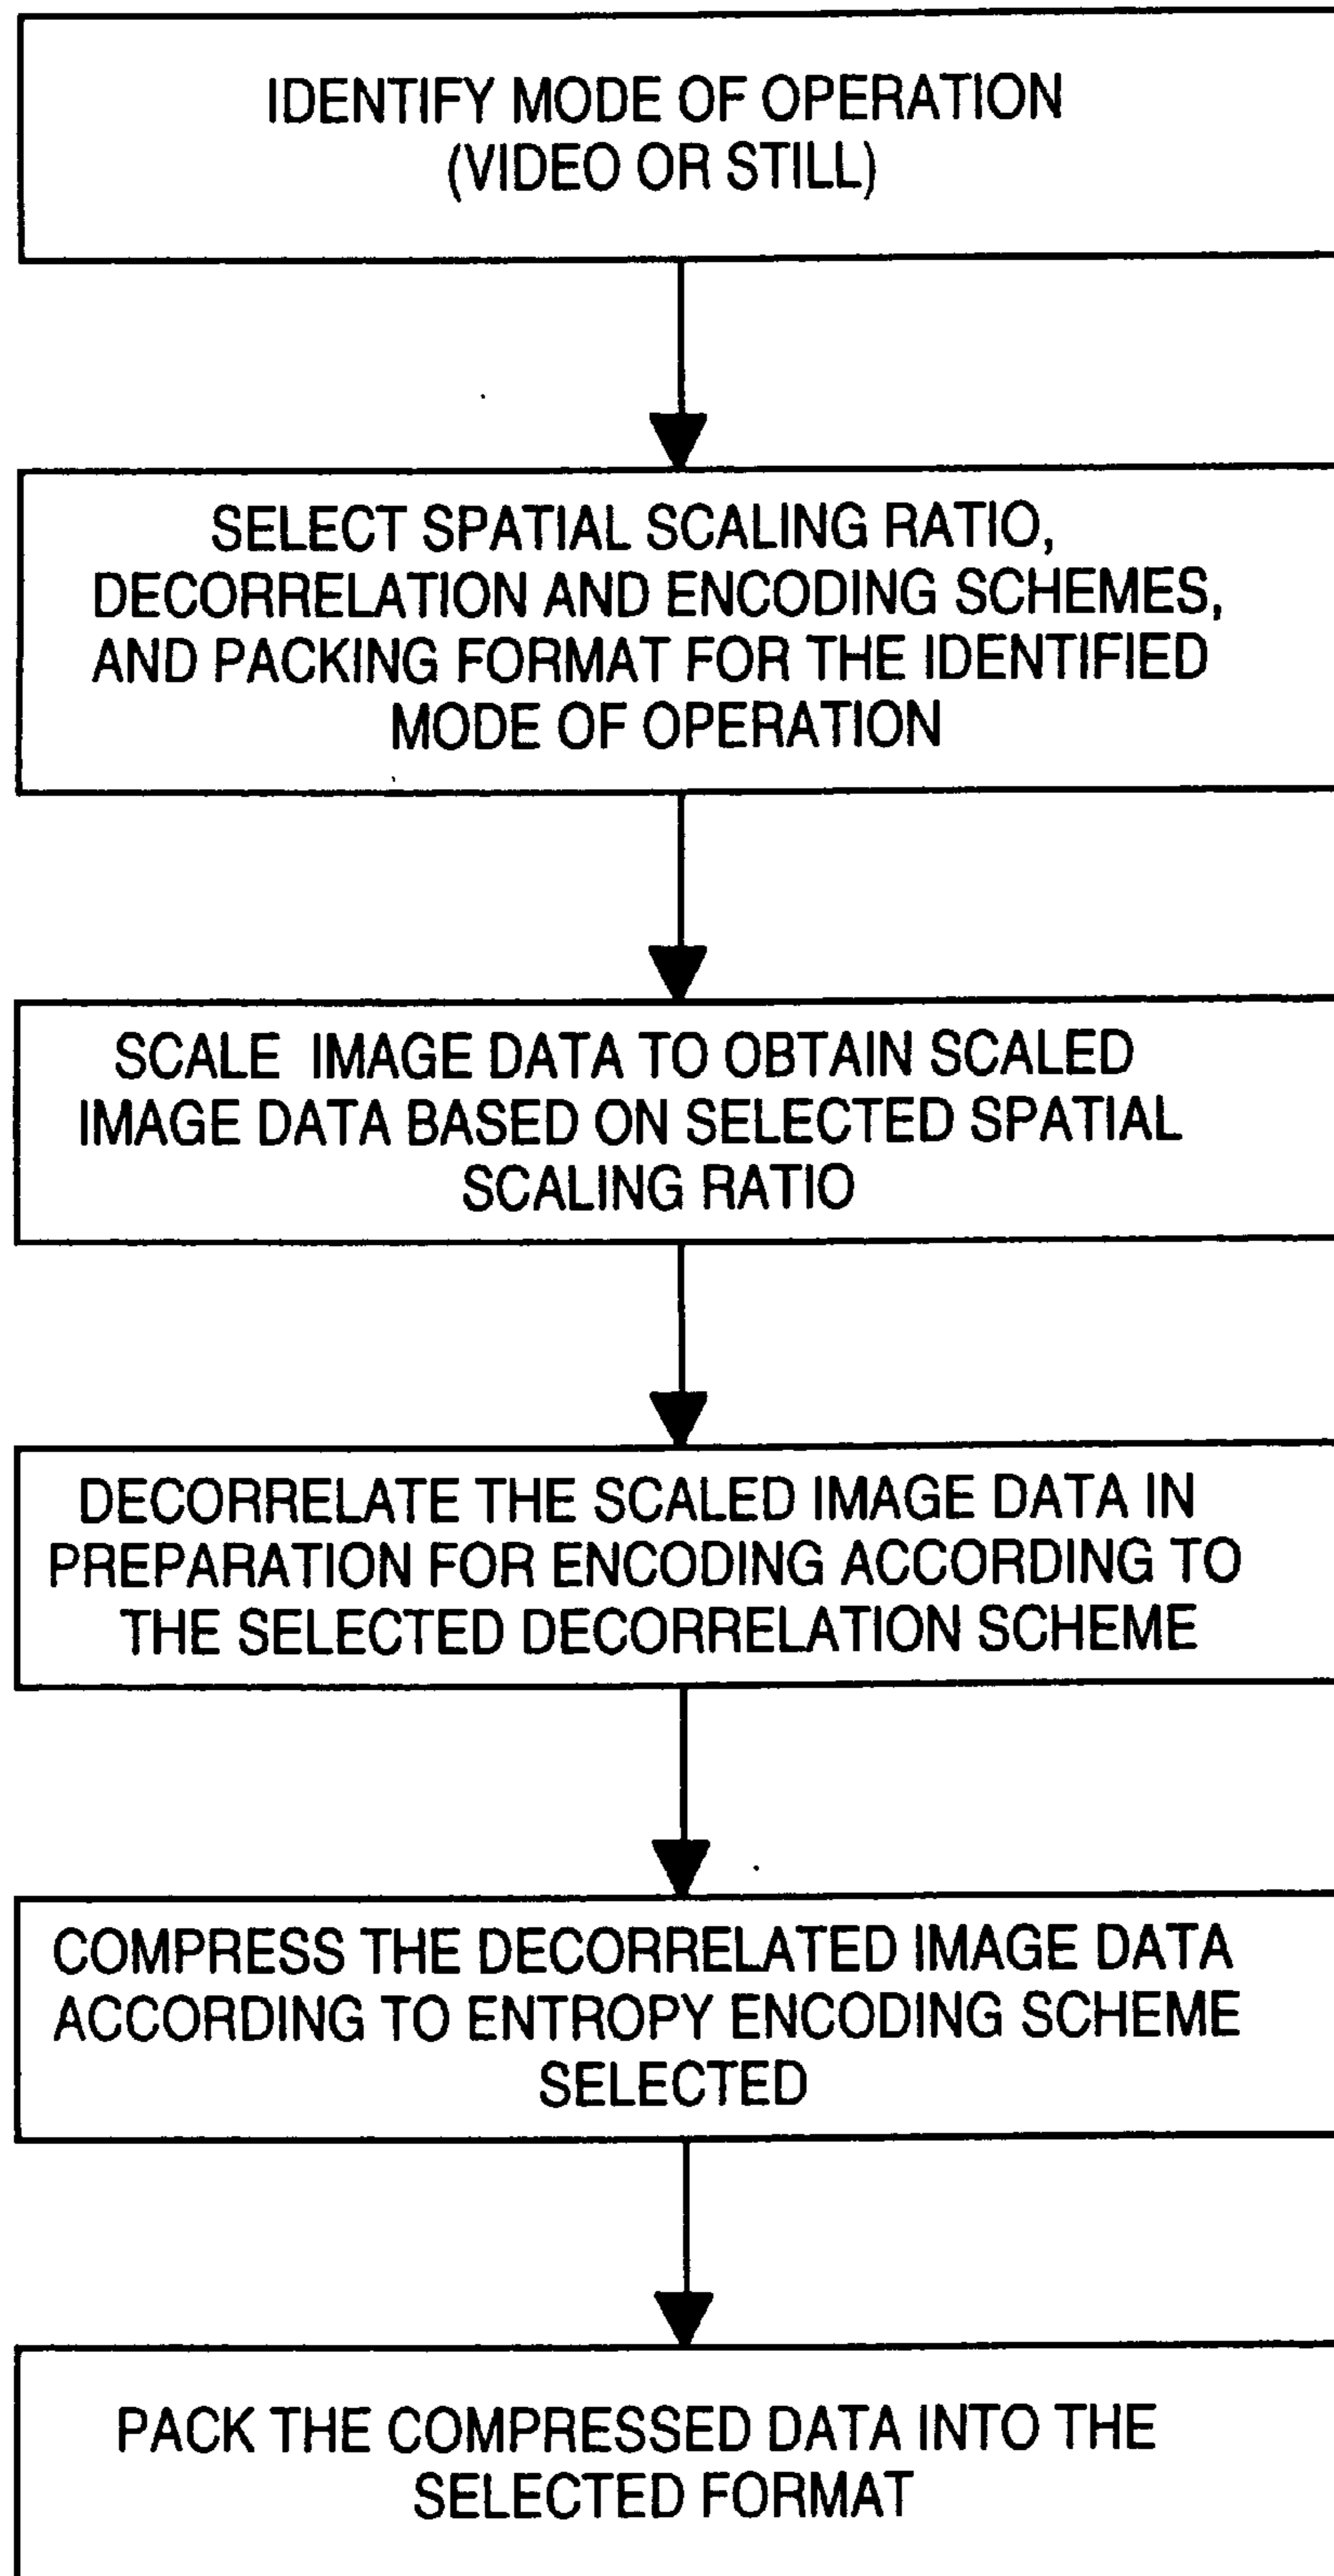 IDENTIFY MODE OF OPERATION
(VIDEO OR STILL)
SELECT SPATIAL SCALING RATIO,
DECORRELATION AND ENCODING SCHEMES,
AND PACKING FORMAT FOR THE IDENTIFIED
MODE OF OPERATION
SCALE IMAGE DATA TO OBTAIN SCALED
IMAGE DATA BASED ON SELECTED SPATIAL
SCALING RATIO
DECORRELATE THE SCALED IMAGE DATA IN
PREPARATION FOR ENCODING ACCORDING TO
THE SELECTED DECORRELATION SCHEME
COMPRESS THE DECORRELATED IMAGE DATA
ACCORDING TO ENTROPY ENCODING SCHEME
SELECTED
PACK THE COMPRESSED DATA INTO THE
SELECTED FORMAT